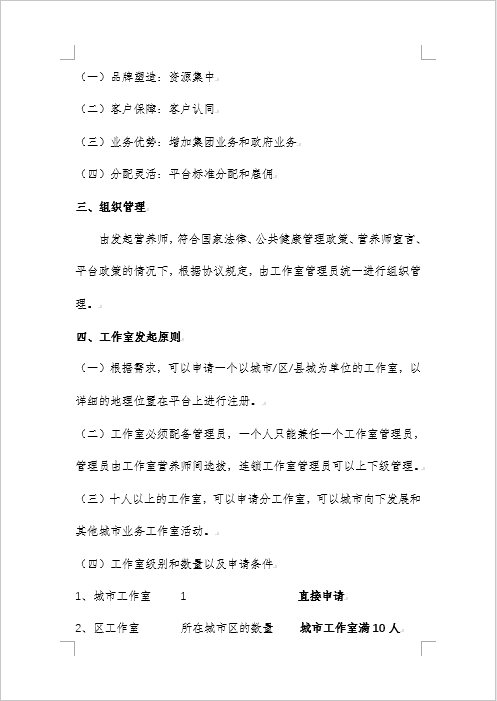 （一）品牌塑造：资源集中
（二）客户保障：客户认同
（三）业务优势：增加集团业务和政府业务
（四）分配灵活：平台标准分配和雇佣
三、组织管理
由发起营养师，符合国家法律、公共健康管理政策、营养师宣言、
平台政策的情况下，根据协议规定，由工作室管理员统一进行组织管
理。
四、工作室发起原则
（一）根据需求，可以申请一个以城市/区/县城为单位的工作室，以
详细的地理位置在平台上进行注册。
（二）工作室必须配备管理员，一个人只能兼任一个工作室管理员，
管理员由工作室营养师间选拔，连锁工作室管理员可以上下级管理。
（三）十人以上的工作室，可以申请分工作室，可以城市向下发展和
其他城市业务工作室活动。
（四）工作室级别和数量以及申请条件
1、城市工作室 1 直接申请
2、区工作室 所在城市区的数量 城市工作室满10人